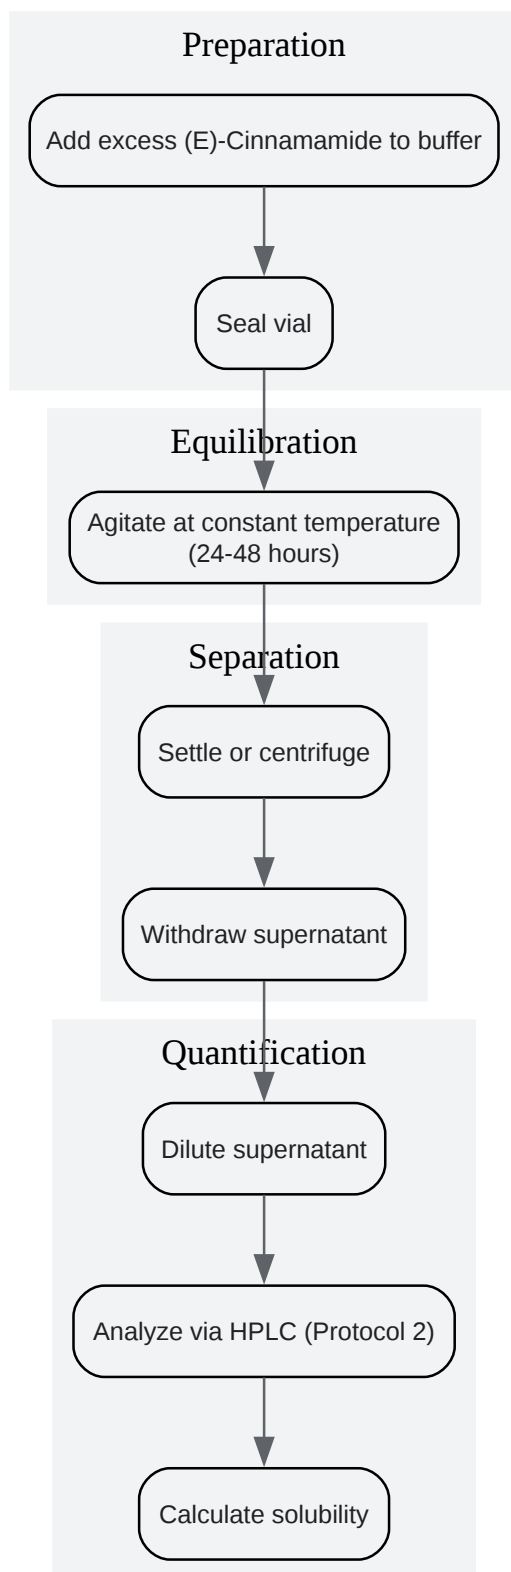 Preparation
Add excess (E)-Cinnamamide to buffer
Seal vial
Equilibration
Agitate at constant temperature
(24-48 hours)
Separation
Settle or centrifuge
Withdraw supernatant
Quantification
Dilute supernatant
Analyze via HPLC (Protocol 2)
Calculate solubility